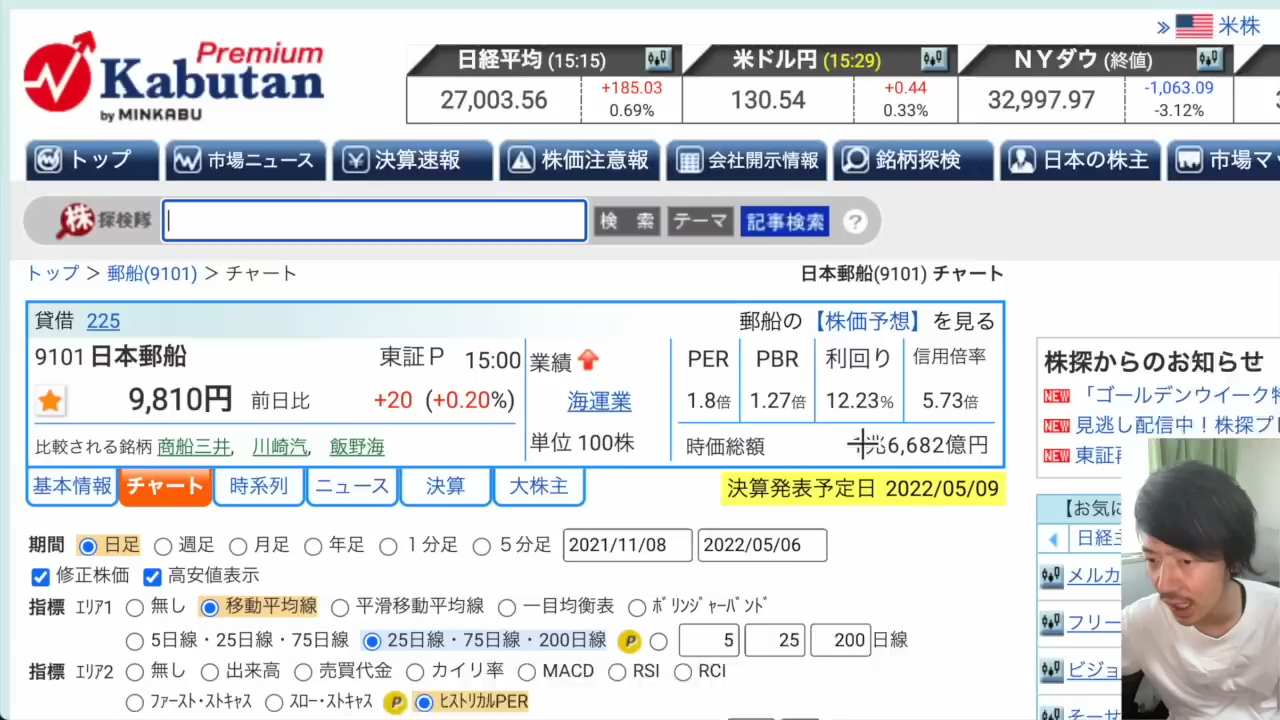 » 米株
Premium
Kabutan
by MINKABU
日経平均 (15:15)
27,003.56
+185.03
0.69%
米ドル円 (15:29)
130.54
+0.44
0.33%
NYダウ (終値)
32,997.97
-1,063.09
-3.12%
トップ 市場ニュース 決算速報 株価注意報 会社開示情報 銘柄探検 日本の株主 市場マ
株探検隊 検 索 テーマ 記事検索 ?
トップ > 郵船(9101) > チャート
日本郵船(9101) チャート
貸借 225
郵船の【株価予想】を見る
9101 日本郵船 東証P 15:00
9,810円 前日比 +20 (+0.20%)
比較される銘柄 商船三井, 川崎汽, 飯野海
業績
海運業
単位 100株
PER PBR 利回り 信用倍率
1.8倍 1.27倍 12.23% 5.73倍
時価総額 兆6,682億円
基本情報 チャート 時系列 ニュース 決算 大株主
決算発表予定日 2022/05/09
期間 日足 週足 月足 年足 1分足 5分足 2021/11/08 2022/05/06
修正株価 高安値表示
指標 エリア1 無し 移動平均線 平滑移動平均線 一目均衡表 ボリンジャーバンド
5日線・25日線・75日線 25日線・75日線・200日線 P 5 25 200 日線
指標 エリア2 無し 出来高 売買代金 カイリ率 MACD RSI RCI
ファースト・ストキャス スロー・ストキャス P ヒストリカルPER
株探からのお知らせ
NEW 「ゴールデンウイーク特
NEW 見逃し配信中！株探プレ
NEW 東証再
【お気に
日経
メルカ
フリー
ビジョ
そーせ